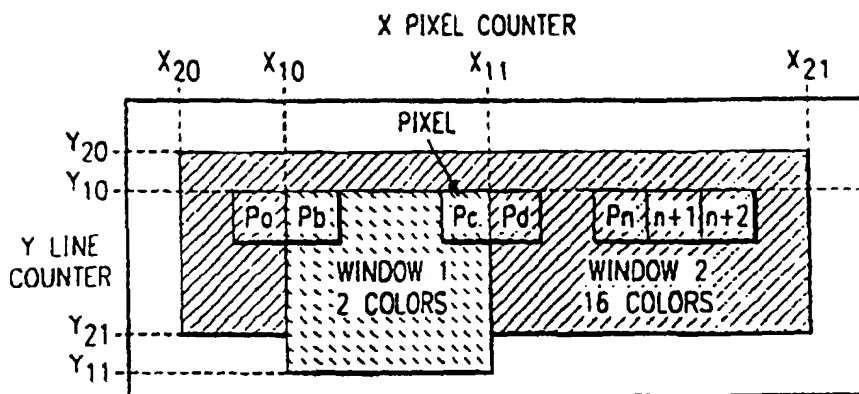 X PIXEL COUNTER
X20 X10 X11 X21
PIXEL
Y20
Y10
Pa Pb Pc Pd Pn n+1 n+2
Y LINE
COUNTER
WINDOW 1
2 COLORS
WINDOW 2
16 COLORS
Y21
Y11